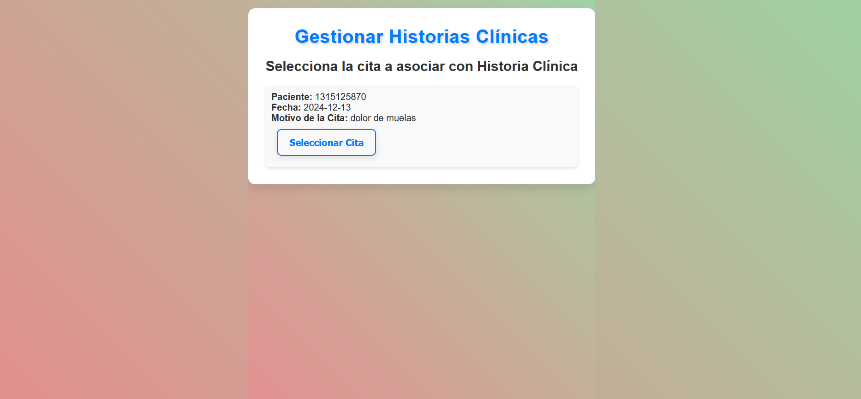 Gestionar Historias Clínicas
Selecciona la cita a asociar con Historia Clínica
Paciente: 1315125870
Fecha: 2024-12-13
Motivo de la Cita: dolor de muelas
Seleccionar Cita